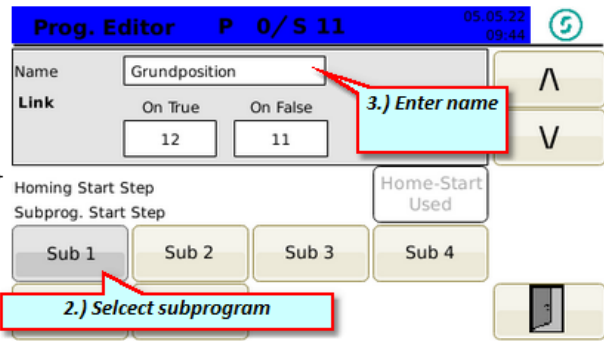 Prog. Editor P 0/S 11
05.05.22
09:44
Name Grundposition
Link On True On False
12 11
3.) Enter name
/\
\/
Homing Start Step
Subprog. Start Step
Home-Start
Used
Sub 1 Sub 2 Sub 3 Sub 4
2.) Selcect subprogram